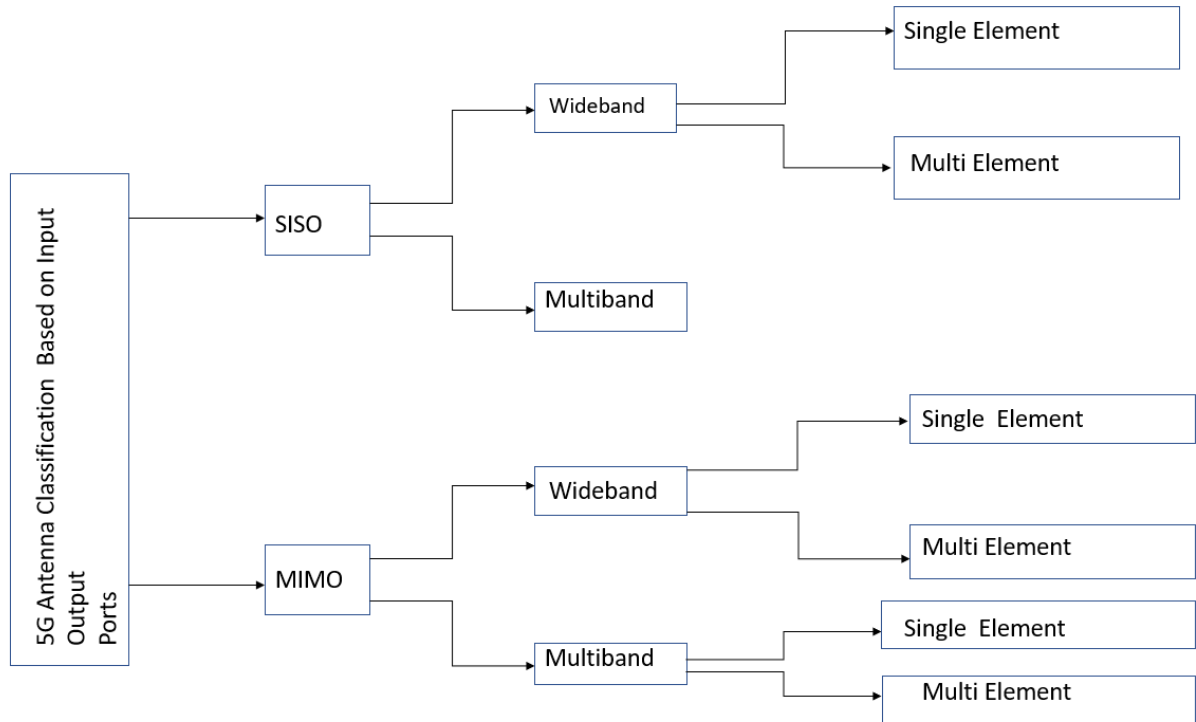 5G Antenna Classification Based on Input
Output
Ports
SISO
Wideband
Single Element
Multi Element
Multiband
MIMO
Wideband
Single Element
Multi Element
Multiband
Single Element
Multi Element